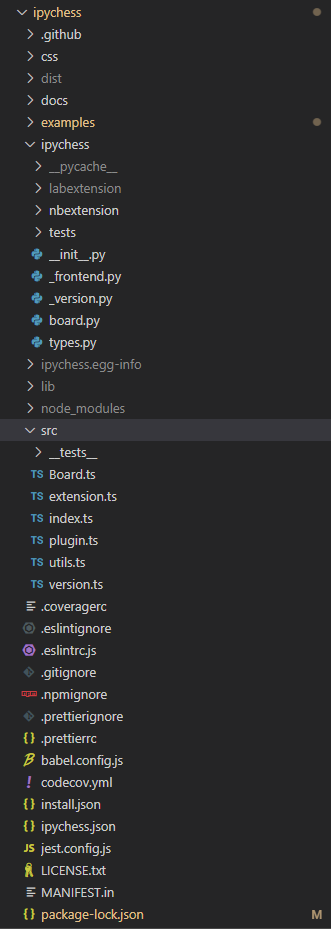 ipychess
.github
css
dist
docs
examples
ipychess
__pycache__
labextension
nbextension
tests
__init__.py
_frontend.py
_version.py
board.py
types.py
ipychess.egg-info
lib
node_modules
src
__tests__
TS Board.ts
TS extension.ts
TS index.ts
TS plugin.ts
TS utils.ts
TS version.ts
.coveragerc
.eslintignore
.eslintrc.js
.gitignore
npm .npmignore
.prettierignore
{} .prettierrc
babel.config.js
! codecov.yml
{} install.json
{} ipychess.json
JS jest.config.js
LICENSE.txt
MANIFEST.in
{} package-lock.json M